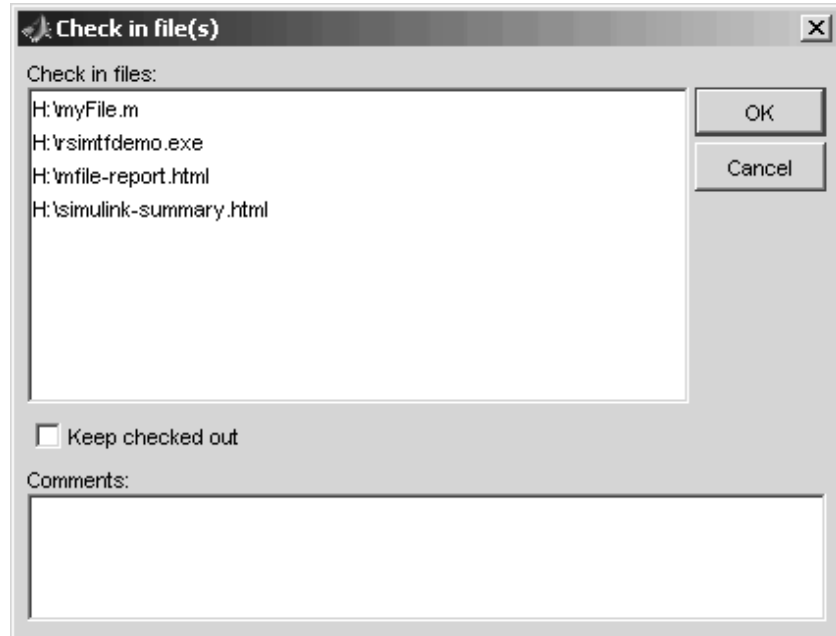 Check in file(s)
Check in files:
H:\myFile.m
H:\rsimtfdemo.exe
H:\mfile-report.html
H:\simulink-summary.html
OK
Cancel
Keep checked out
Comments: